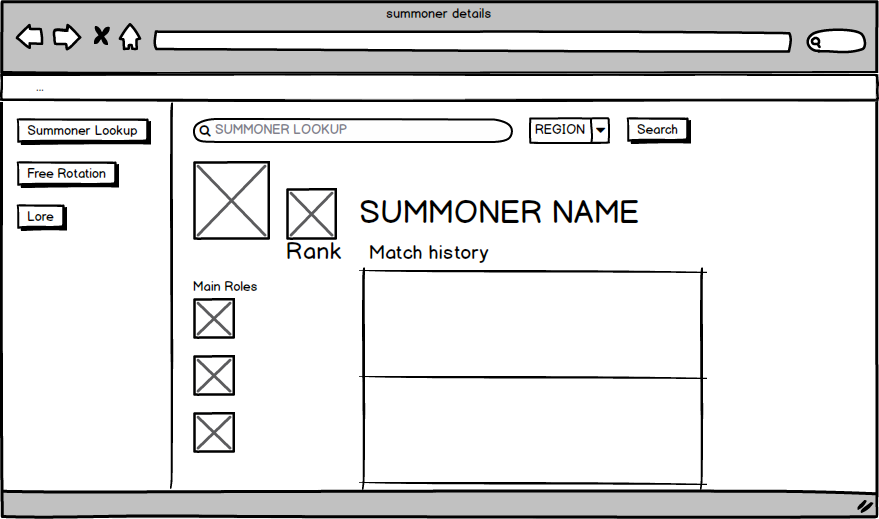 summoner details
...
Summoner Lookup
SUMMONER LOOKUP
REGION
Search
Free Rotation
Lore
SUMMONER NAME
Rank
Match history
Main Roles